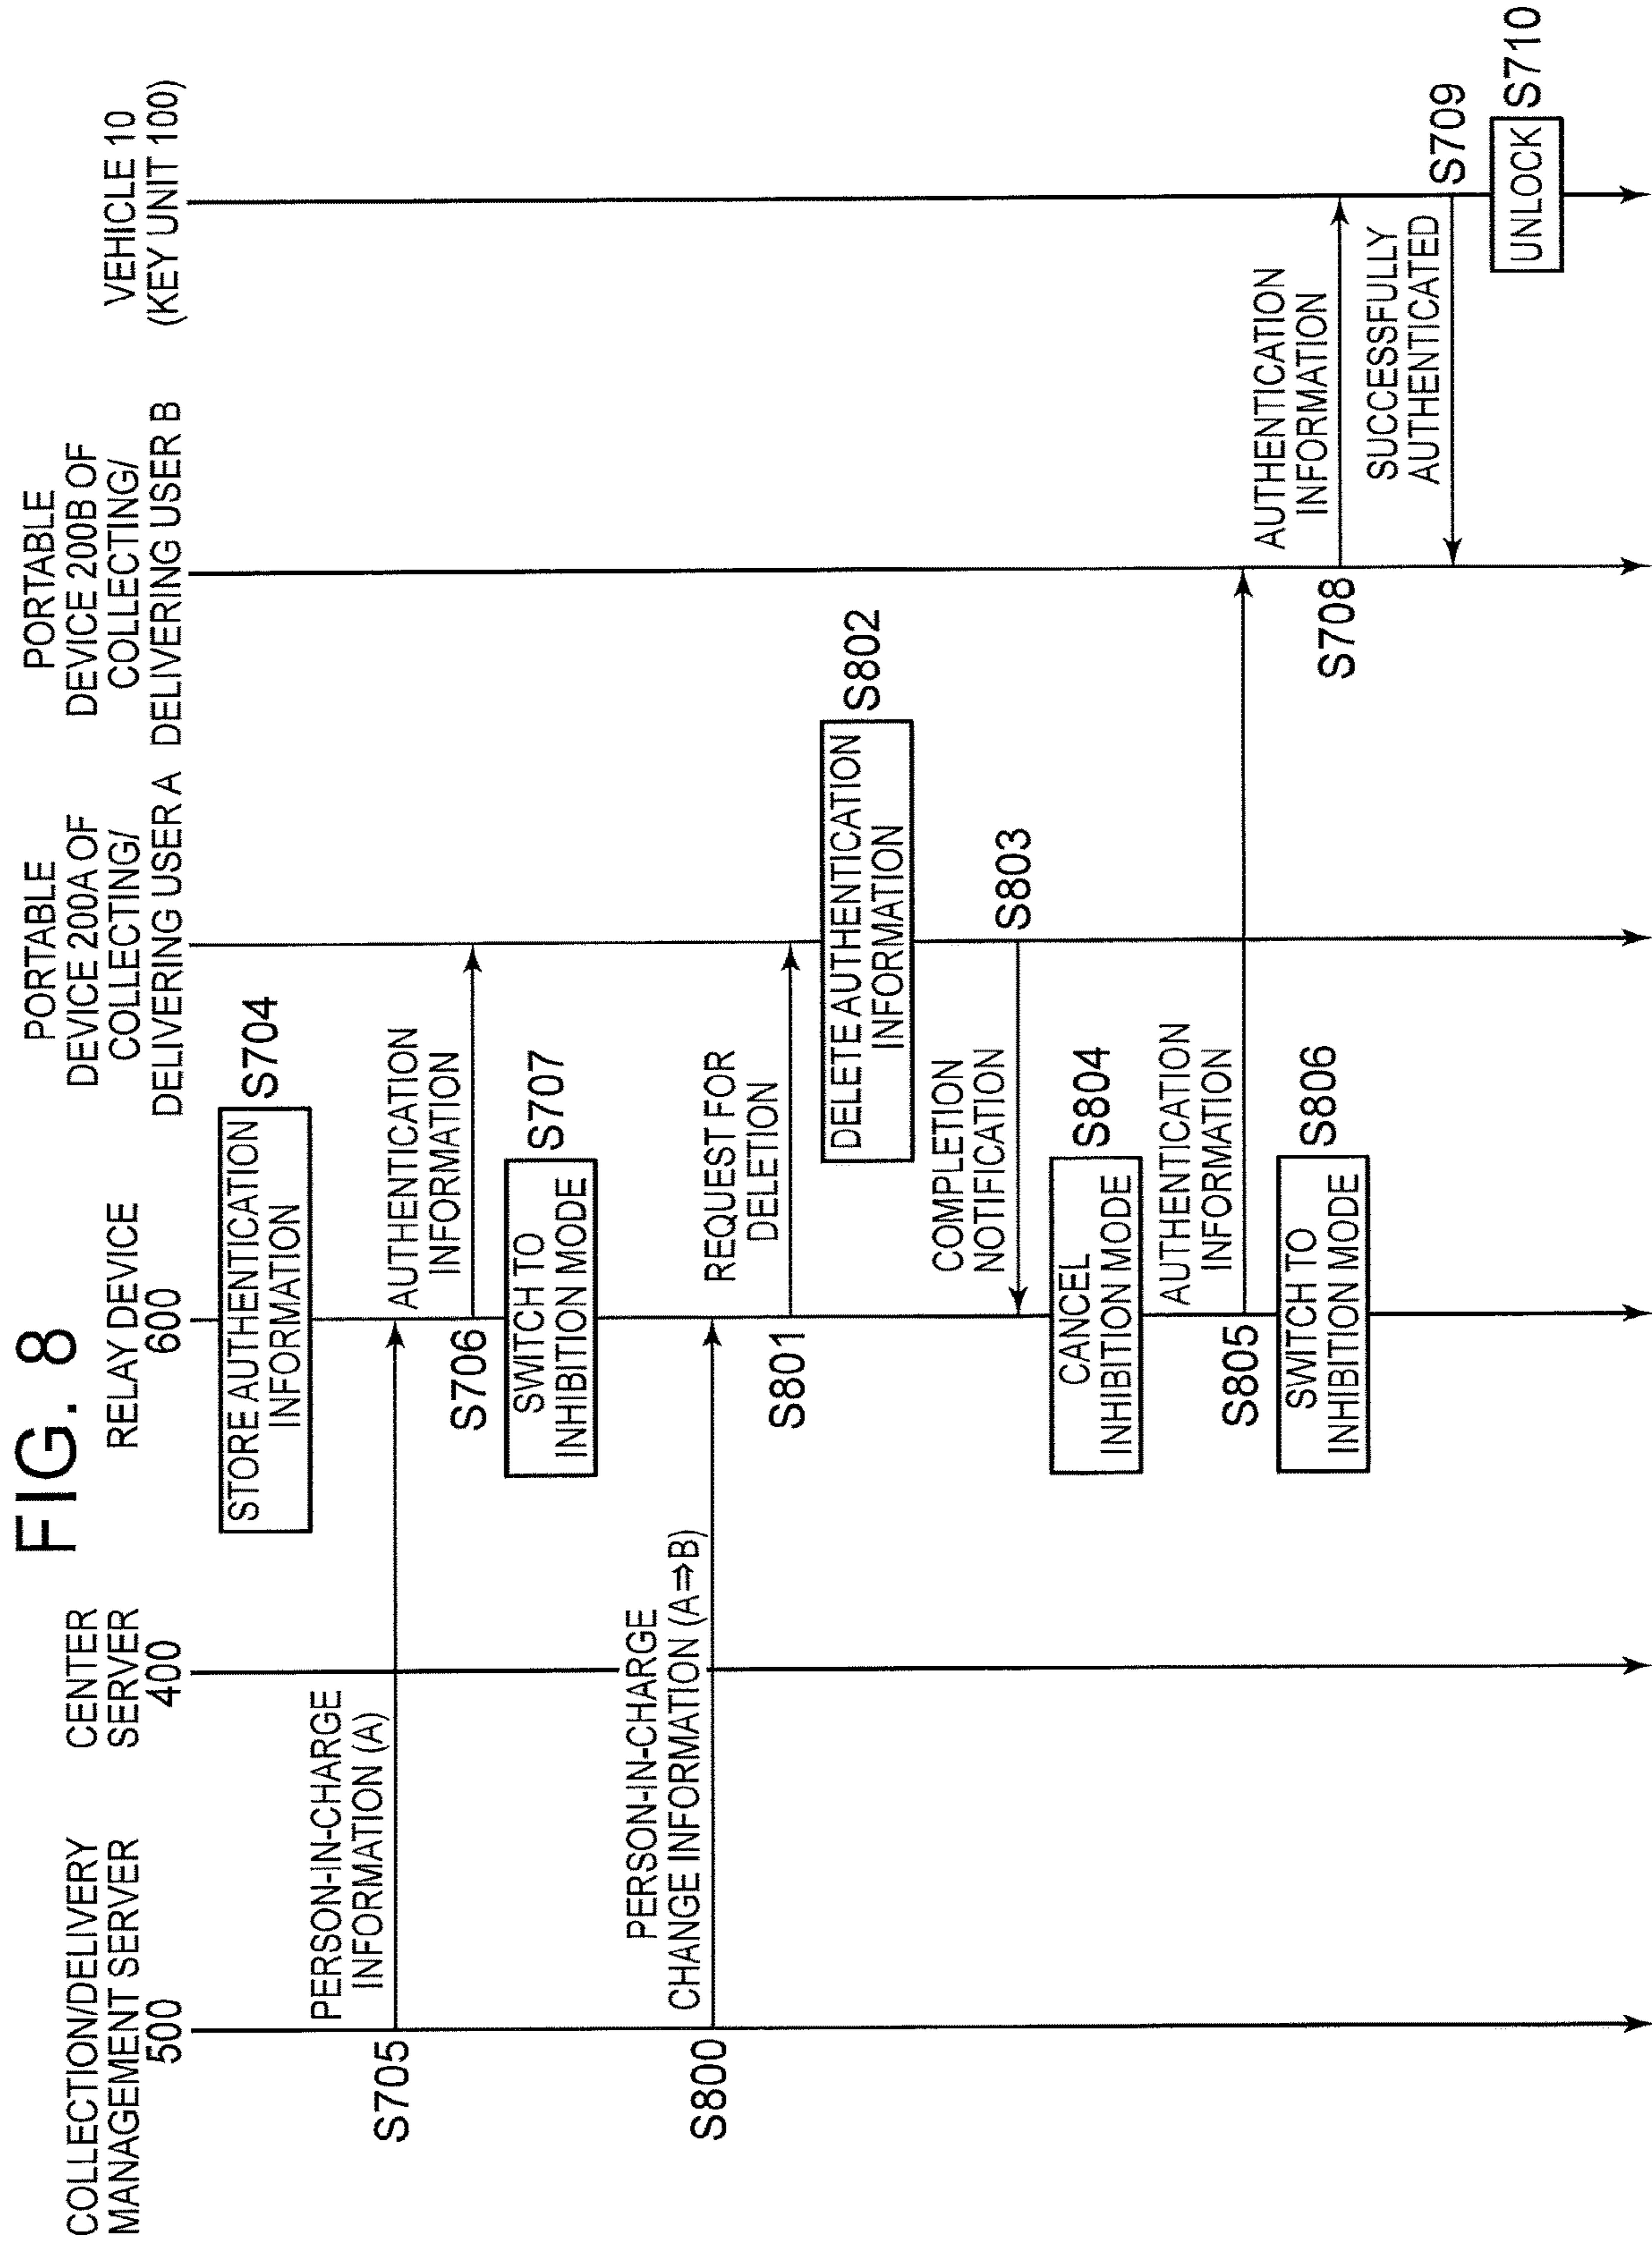 FIG. 8
COLLECTION/DELIVERY
MANAGEMENT SERVER
500
CENTER
SERVER
400
RELAY DEVICE
600
PORTABLE
DEVICE 200A OF
COLLECTING/
DELIVERING USER A
PORTABLE
DEVICE 200B OF
COLLECTING/
DELIVERING USER B
VEHICLE 10
(KEY UNIT 100)
STORE AUTHENTICATION
INFORMATION
S704
PERSON-IN-CHARGE
INFORMATION (A)
S705
AUTHENTICATION
INFORMATION
S706
SWITCH TO
INHIBITION MODE
S707
PERSON-IN-CHARGE
CHANGE INFORMATION (A⇒B)
S800
REQUEST FOR
DELETION
S801
DELETE AUTHENTICATION
INFORMATION
S802
COMPLETION
NOTIFICATION
S803
CANCEL
INHIBITION MODE
S804
AUTHENTICATION
INFORMATION
S805
SWITCH TO
INHIBITION MODE
S806
AUTHENTICATION
INFORMATION
S708
SUCCESSFULLY
AUTHENTICATED
S709
UNLOCK
S710